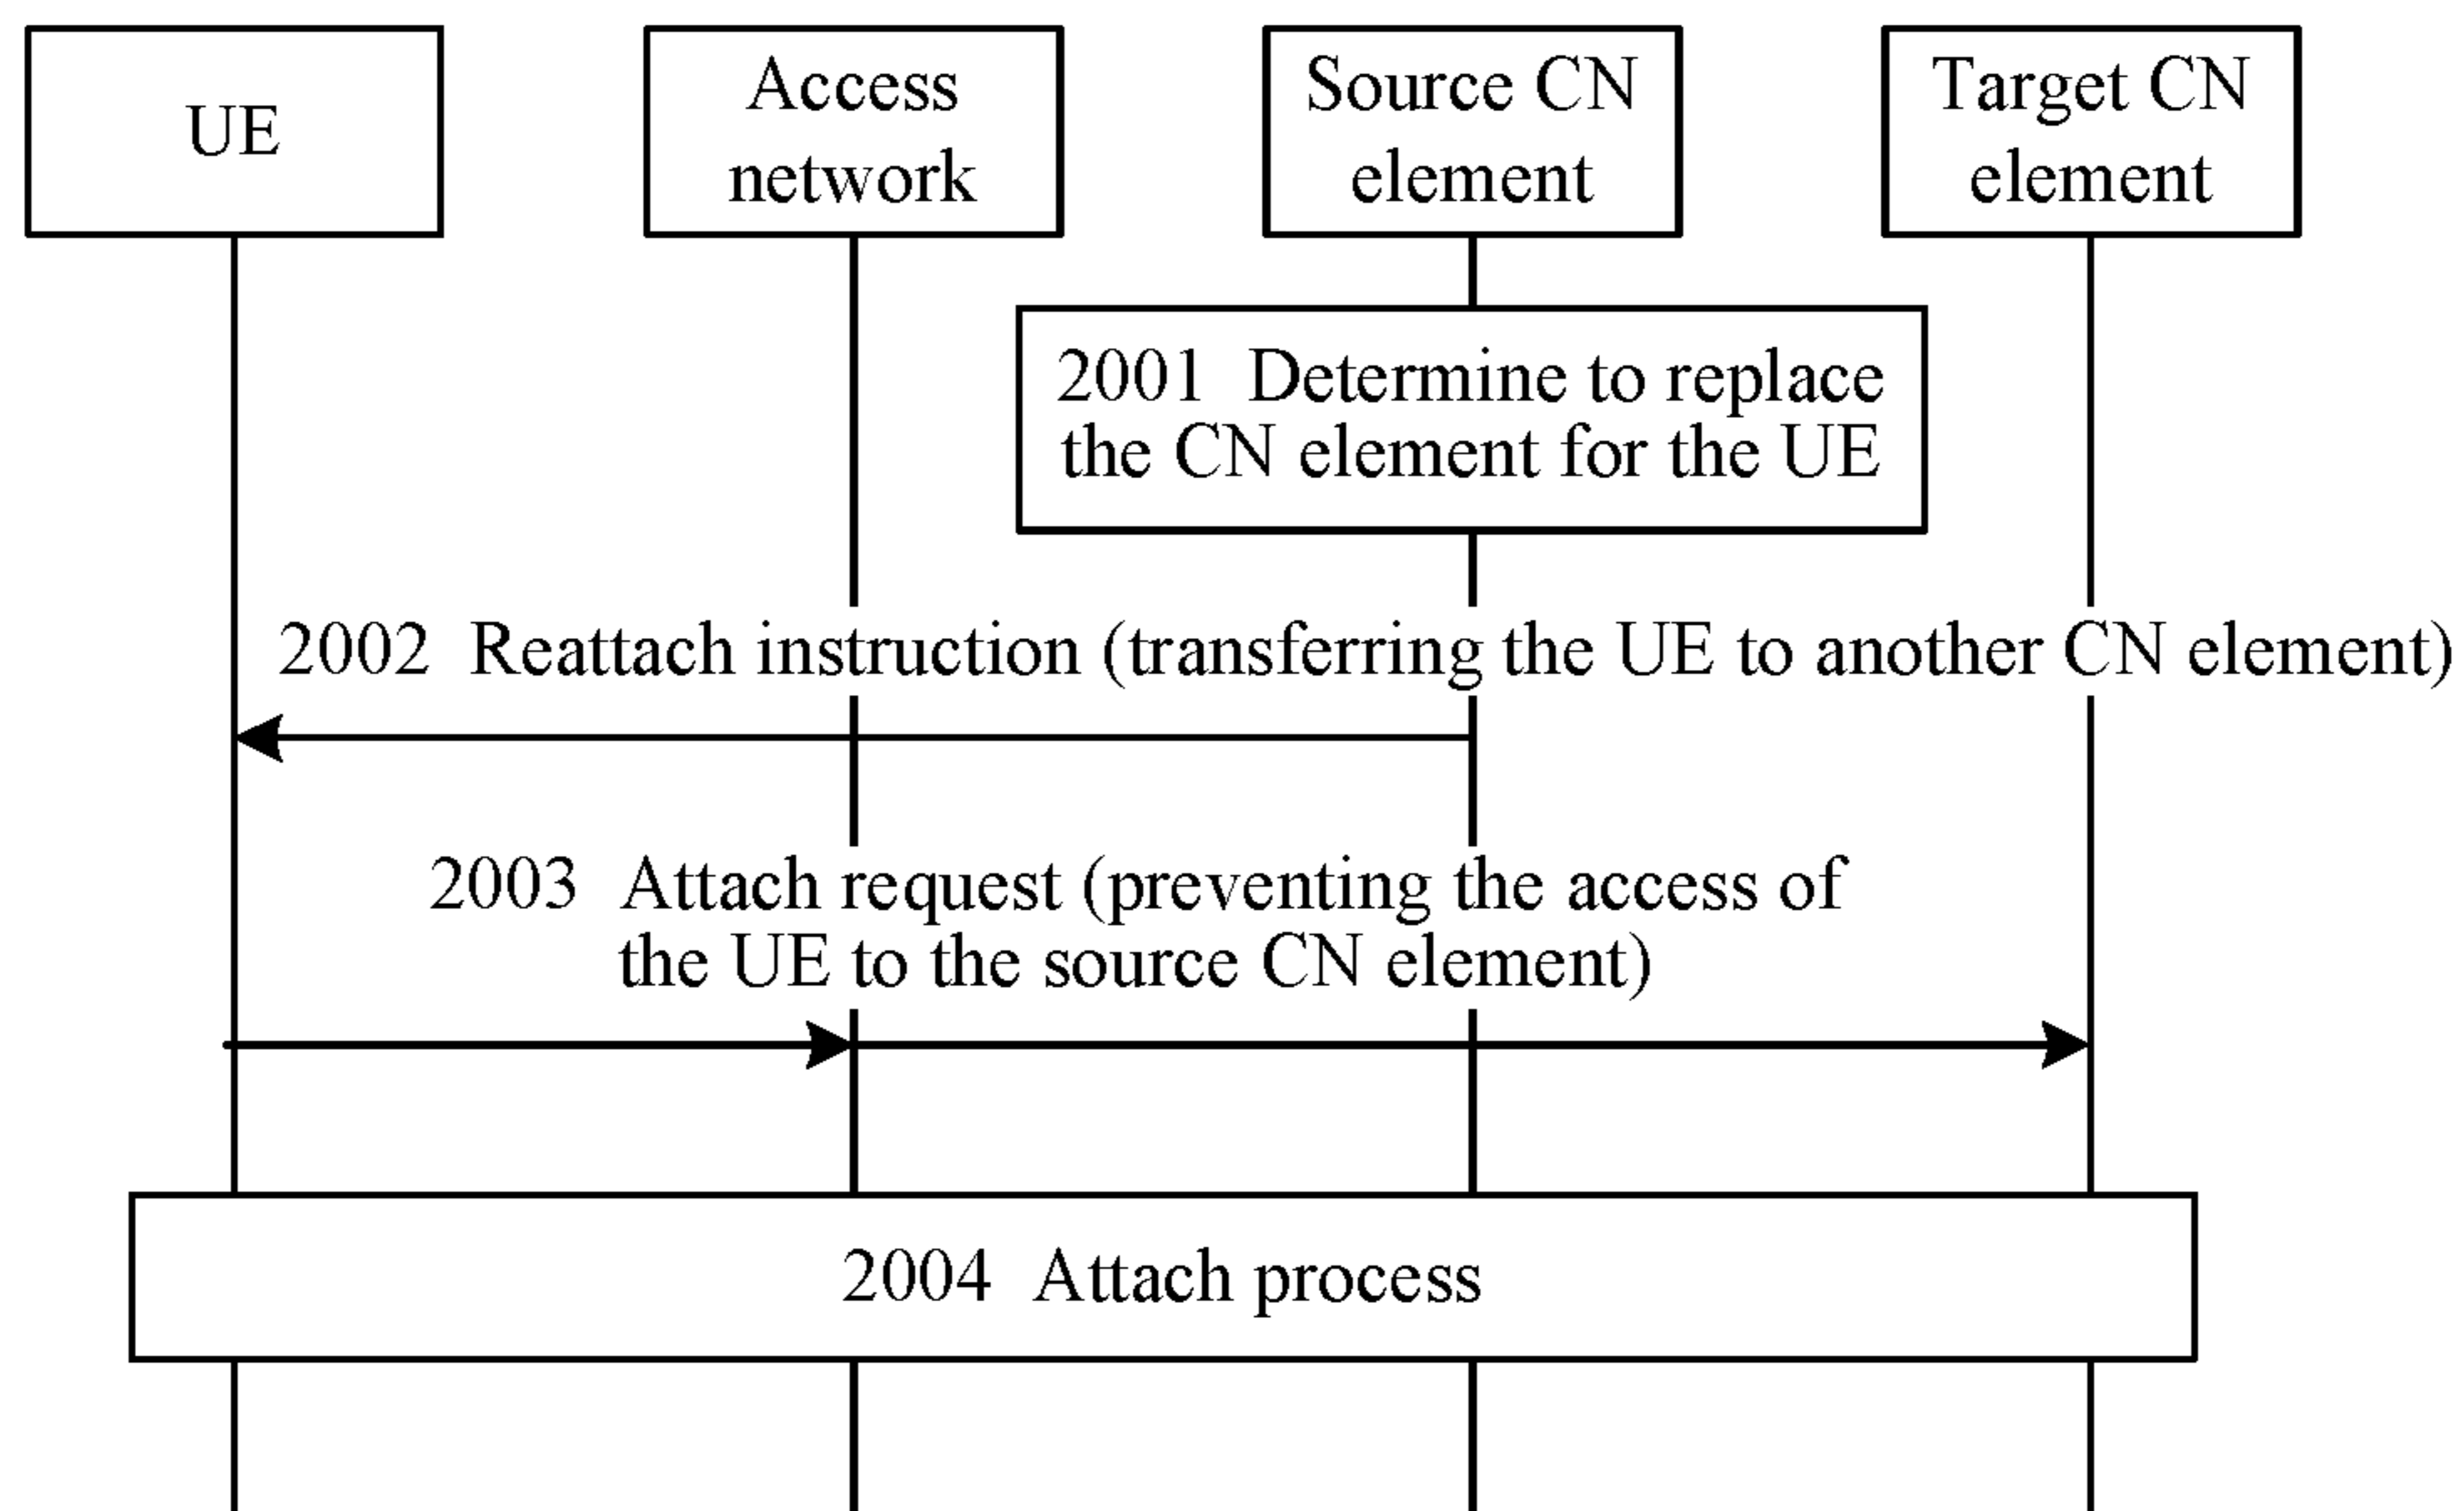 UE
Access
network
Source CN
element
Target CN
element
2001 Determine to replace
the CN element for the UE
2002 Reattach instruction (transferring the UE to another CN element)
2003 Attach request (preventing the access of
the UE to the source CN element)
2004 Attach process